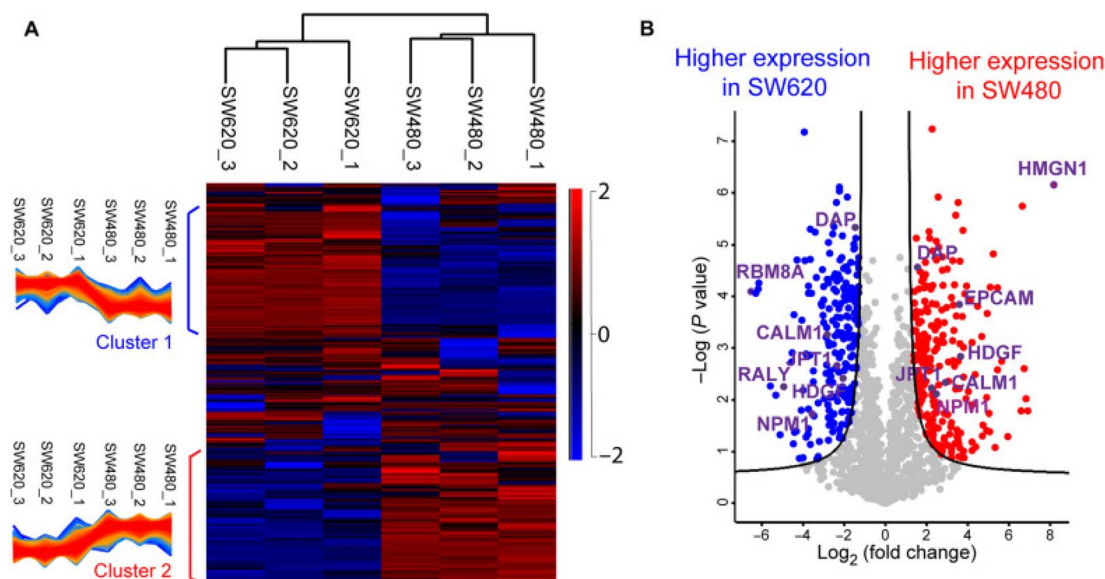 A
SW620_3
SW620_2
SW620_1
SW480_3
SW480_2
SW480_1
SW620_3
SW620_2
SW620_1
SW480_3
SW480_2
SW480_1
Cluster 1
SW620_3
SW620_2
SW620_1
SW480_3
SW480_2
SW480_1
Cluster 2
2
0
−2
B
Higher expression
in SW620
Higher expression
in SW480
−Log (P value)
7
6
5
4
3
2
1
0
HMGN1
DAP
DAP
RBM8A
EPCAM
CALM1
JPT1
HDGF
RALY
JPT1
CALM1
HDGF
NPM1
NPM1
-6
-4
-2
0
2
4
6
8
Log2 (fold change)